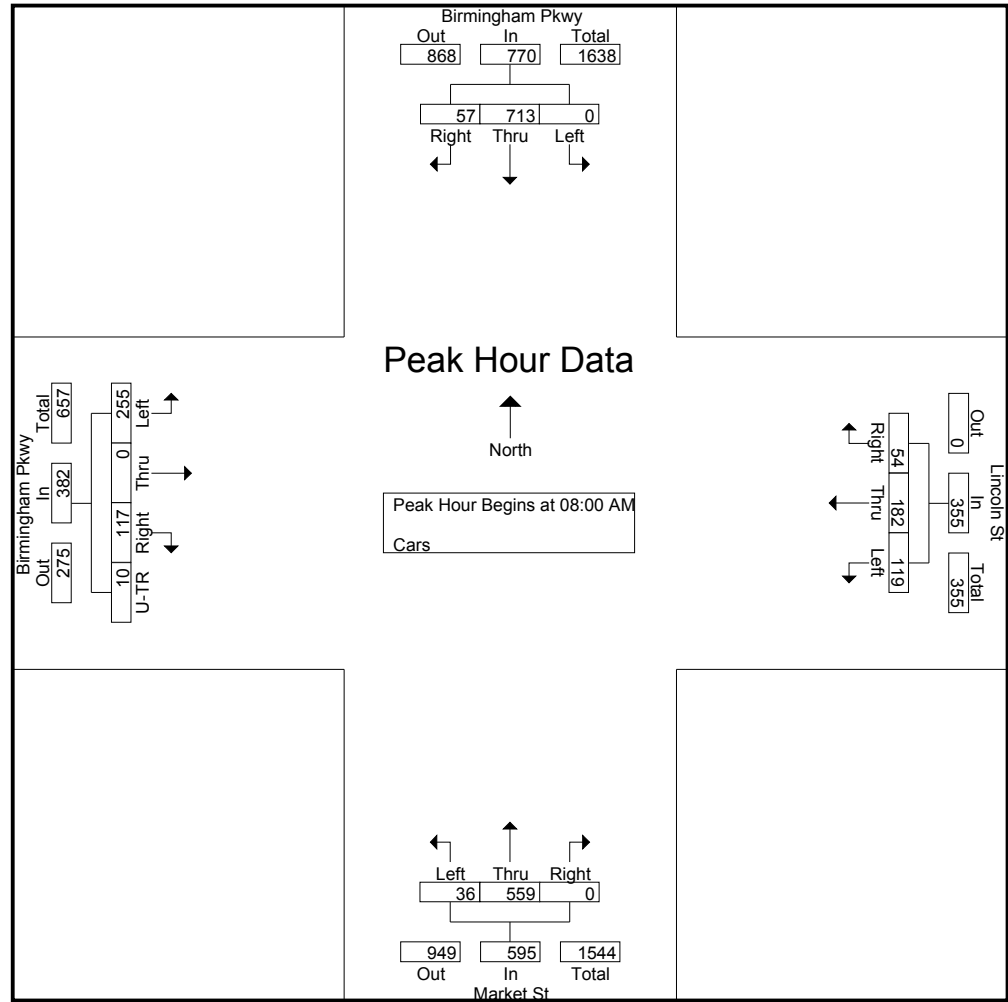 Birmingham Pkwy
Out In Total
868 770 1638
57 713 0
Right Thru Left
Peak Hour Data
North
Peak Hour Begins at 08:00 AM
Cars
Birmingham Pkwy
Total In Out
657 382 275
255 0 117 10
Left Thru Right U-TR
Lincoln St
Out In Total
0 355 355
54 182 119
Right Thru Left
Left Thru Right
36 559 0
949 595 1544
Out In Total
Market St